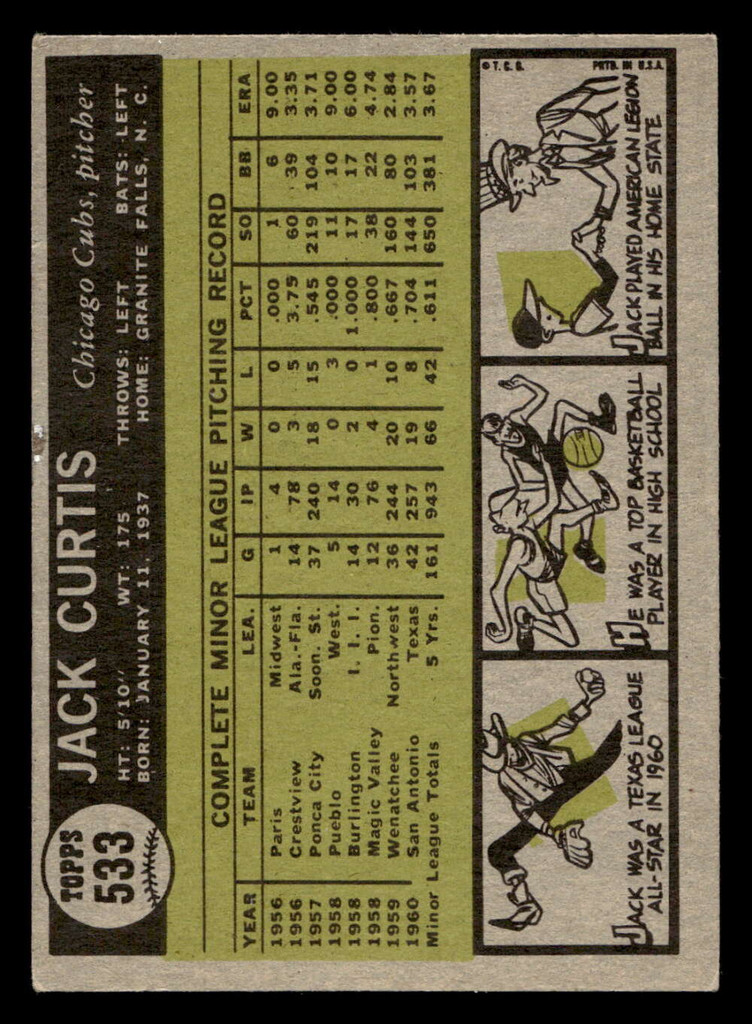 TOPPS
533
JACK CURTIS Chicago Cubs, pitcher
HT: 5'10" WT: 175 THROWS: LEFT BATS: LEFT
BORN: JANUARY 11, 1937 HOME: GRANITE FALLS, N. C.
COMPLETE MINOR LEAGUE PITCHING RECORD
YEAR TEAM LEA. G IP W L PCT SO BB ERA
1956 Paris Midwest 1 4 0 0 .000 1 6 9.00
1956 Crestview Ala.-Fla. 14 78 3 5 3.75 60 39 3.35
1957 Ponca City Soon. St. 37 240 18 15 .545 219 104 3.71
1958 Pueblo West. 5 14 0 3 .000 11 10 9.00
1958 Burlington I. I. I. 14 30 2 0 1.000 17 17 6.00
1958 Magic Valley Pion. 12 76 4 1 .800 38 22 4.74
1959 Wenatchee Northwest 36 244 20 10 .667 160 80 2.84
1960 San Antonio Texas 42 257 19 8 .704 144 103 3.57
Minor League Totals 5 Yrs. 161 943 66 42 .611 650 381 3.67
JACK WAS A TEXAS LEAGUE
ALL-STAR IN 1960
HE WAS A TOP BASKETBALL
PLAYER IN HIGH SCHOOL
© T. C. G. PRTD. IN U.S.A.
JACK PLAYED AMERICAN LEGION
BALL IN HIS HOME STATE